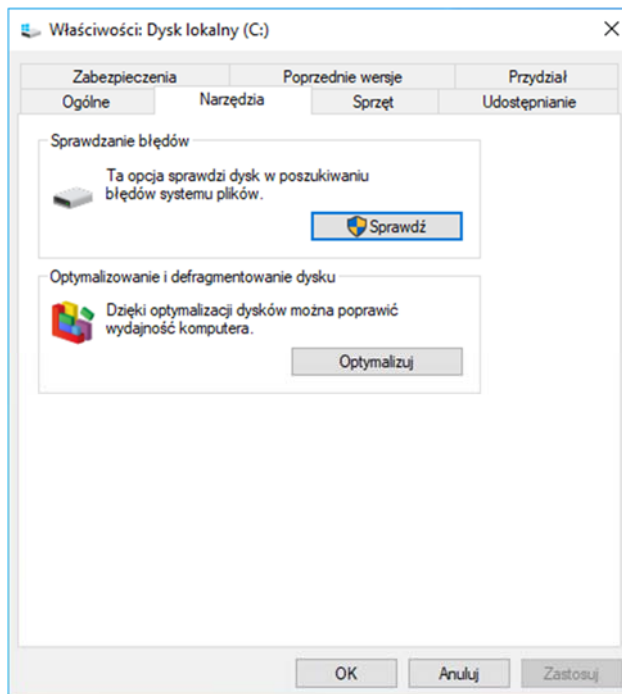 Właściwości: Dysk lokalny (C:)
Zabezpieczenia Poprzednie wersje Przydział
Ogólne Narzędzia Sprzęt Udostępnianie
Sprawdzanie błędów
Ta opcja sprawdzi dysk w poszukiwaniu
błędów systemu plików.
Sprawdź
Optymalizowanie i defragmentowanie dysku
Dzięki optymalizacji dysków można poprawić
wydajność komputera.
Optymalizuj
OK Anuluj Zastosuj